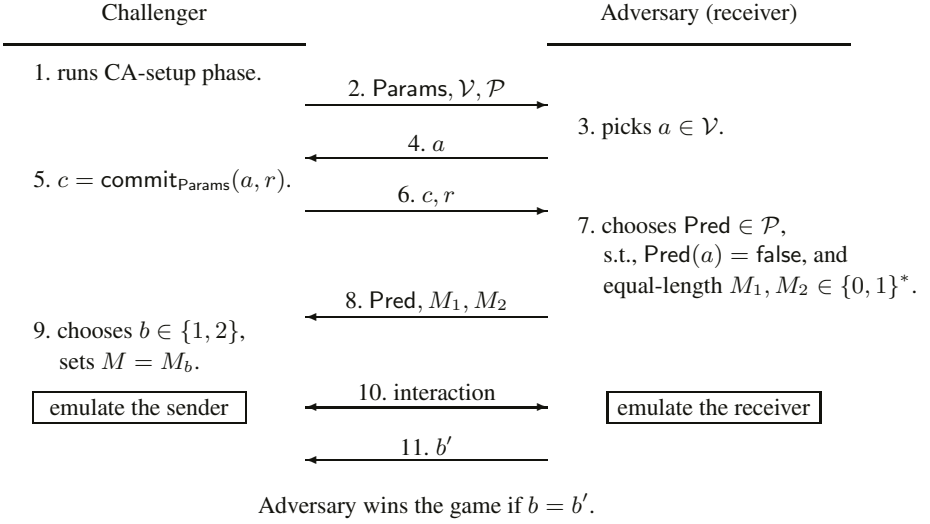 Challenger Adversary (receiver)
1. runs CA-setup phase.
2. Params, 𝒱, 𝒫
3. picks a ∈ 𝒱.
4. a
5. c = commit_Params(a, r).
6. c, r
7. chooses Pred ∈ 𝒫,
s.t., Pred(a) = false, and
equal-length M₁, M₂ ∈ {0, 1}*.
8. Pred, M₁, M₂
9. chooses b ∈ {1, 2},
sets M = M_b.
10. interaction
emulate the sender emulate the receiver
11. b′
Adversary wins the game if b = b′.